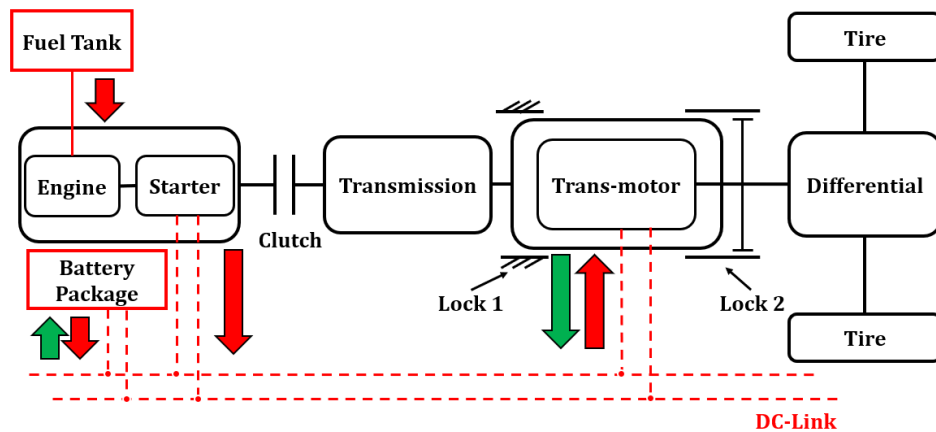 Fuel Tank
Tire
Engine
Starter
Transmission
Trans-motor
Differential
Clutch
Battery
Package
Lock 1
Lock 2
Tire
DC-Link